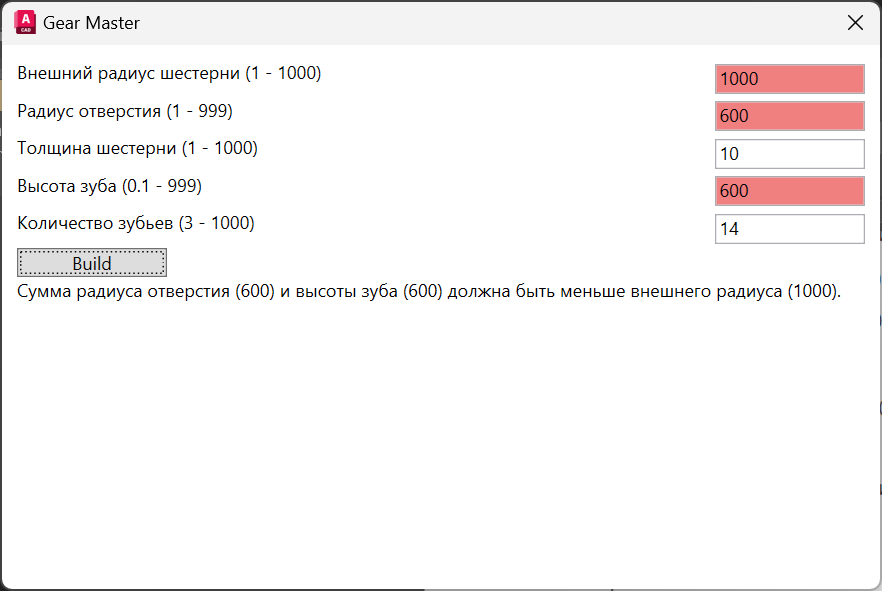 A CAD Gear Master
Внешний радиус шестерни (1 - 1000) 1000
Радиус отверстия (1 - 999) 600
Толщина шестерни (1 - 1000) 10
Высота зуба (0.1 - 999) 600
Количество зубьев (3 - 1000) 14
Build
Сумма радиуса отверстия (600) и высоты зуба (600) должна быть меньше внешнего радиуса (1000).